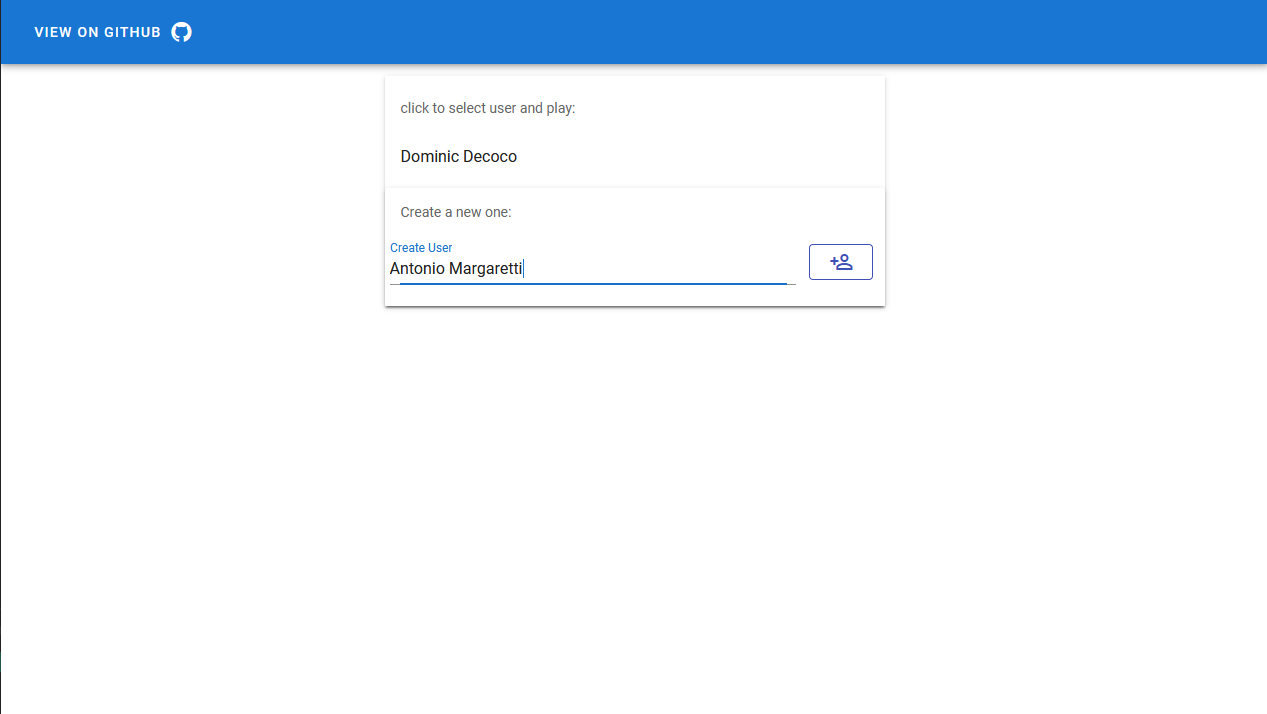 VIEW ON GITHUB
click to select user and play:
Dominic Decoco
Create a new one:
Create User
Antonio Margaretti